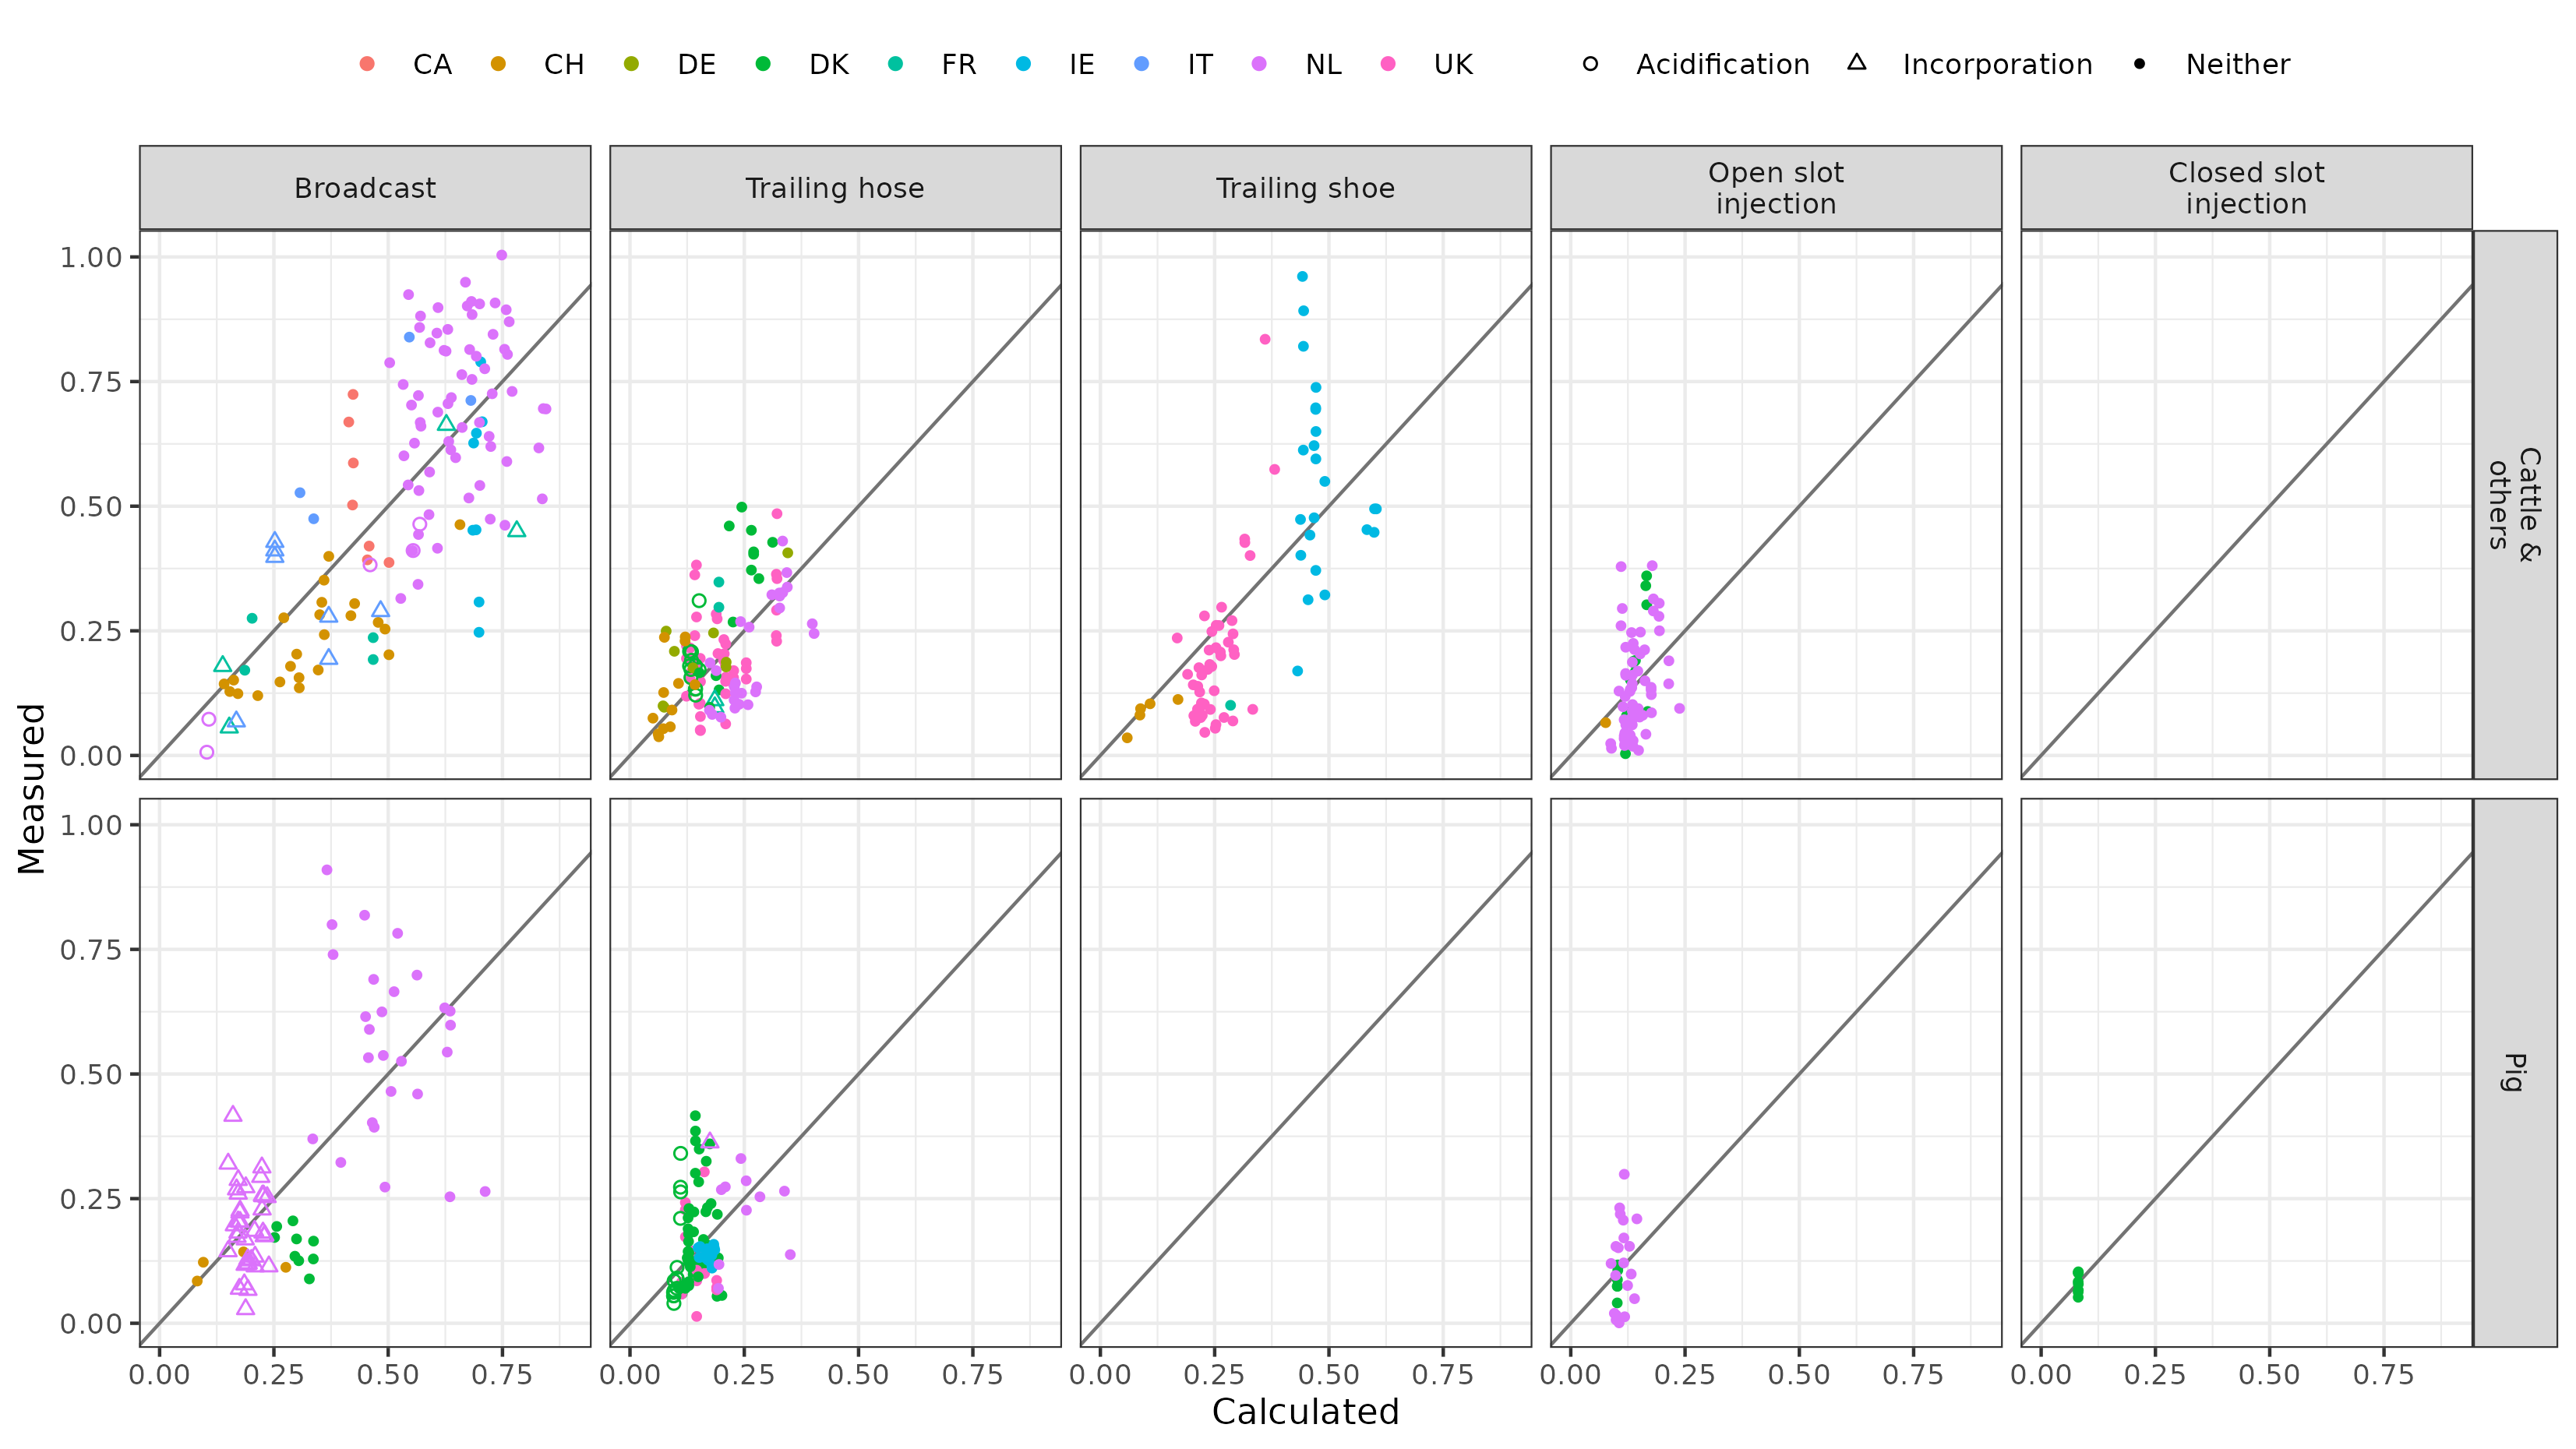 CA CH DE DK FR IE IT NL UK Acidification Incorporation Neither
Broadcast
Trailing hose
Trailing shoe
Open slot
injection
Closed slot
injection
1.00
0.75
0.50
0.25
0.00
Cattle &
others
1.00
0.75
0.50
0.25
0.00
Pig
Measured
0.00 0.25 0.50 0.75
0.00 0.25 0.50 0.75
0.00 0.25 0.50 0.75
0.00 0.25 0.50 0.75
0.00 0.25 0.50 0.75
Calculated